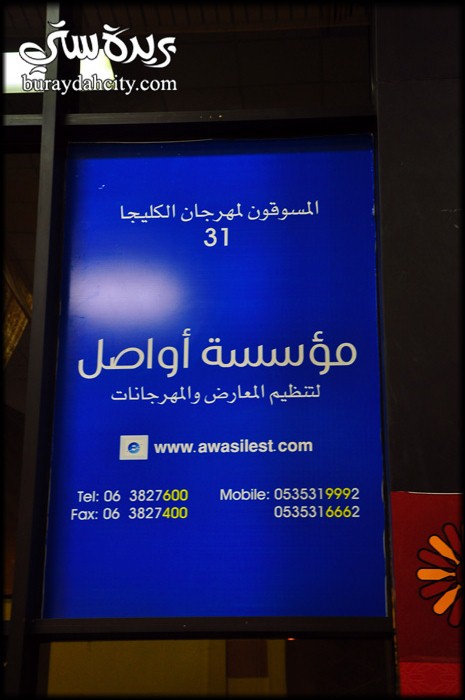 بريدة ستي
buraydahcity.com
المسوقون لمهرجان الكليجا
31
مؤسسة أواصل
لتنظيم المعارض والمهرجانات
www.awasilest.com
Tel: 06 3827600 Mobile: 0535319992
Fax: 06 3827400 0535316662